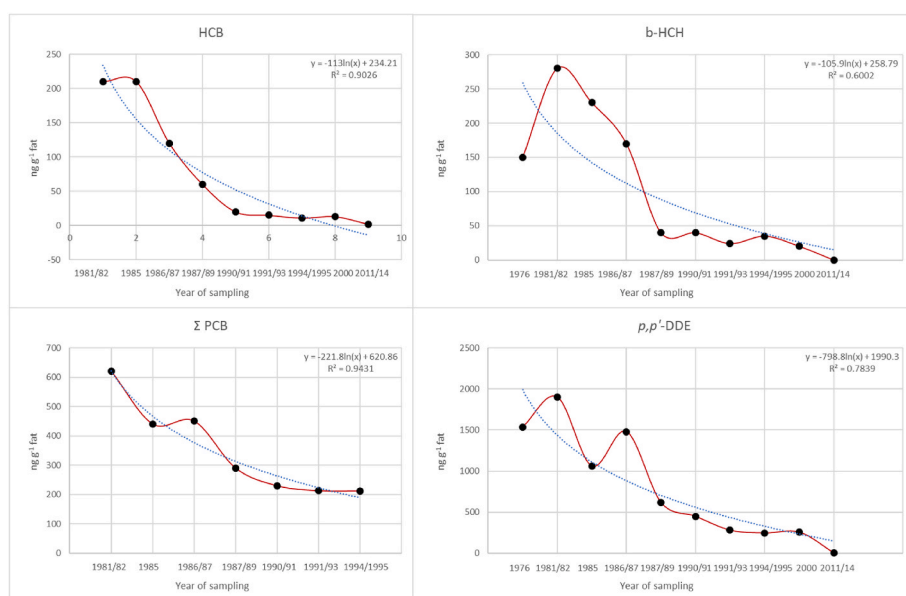 HCB
y = -113ln(x) + 234.21
R² = 0.9026
250
200
150
100
50
0
-50
ng g⁻¹ fat
0 2 4 6 8 10
1981/82 1985 1986/87 1987/89 1990/91 1991/93 1994/1995 2000 2011/14
Year of sampling
b-HCH
y = -105.9ln(x) + 258.79
R² = 0.6002
300
250
200
150
100
50
0
ng g⁻¹ fat
1976 1981/82 1985 1986/87 1987/89 1990/91 1991/93 1994/1995 2000 2011/14
Year of sampling
Σ PCB
y = -221.8ln(x) + 620.86
R² = 0.9431
700
600
500
400
300
200
100
0
ng g⁻¹ fat
1981/82 1985 1986/87 1987/89 1990/91 1991/93 1994/1995
Year of sampling
p,p'-DDE
y = -798.8ln(x) + 1990.3
R² = 0.7839
2500
2000
1500
1000
500
0
ng g⁻¹ fat
1976 1981/82 1985 1986/87 1987/89 1990/91 1991/93 1994/1995 2000 2011/14
Year of sampling